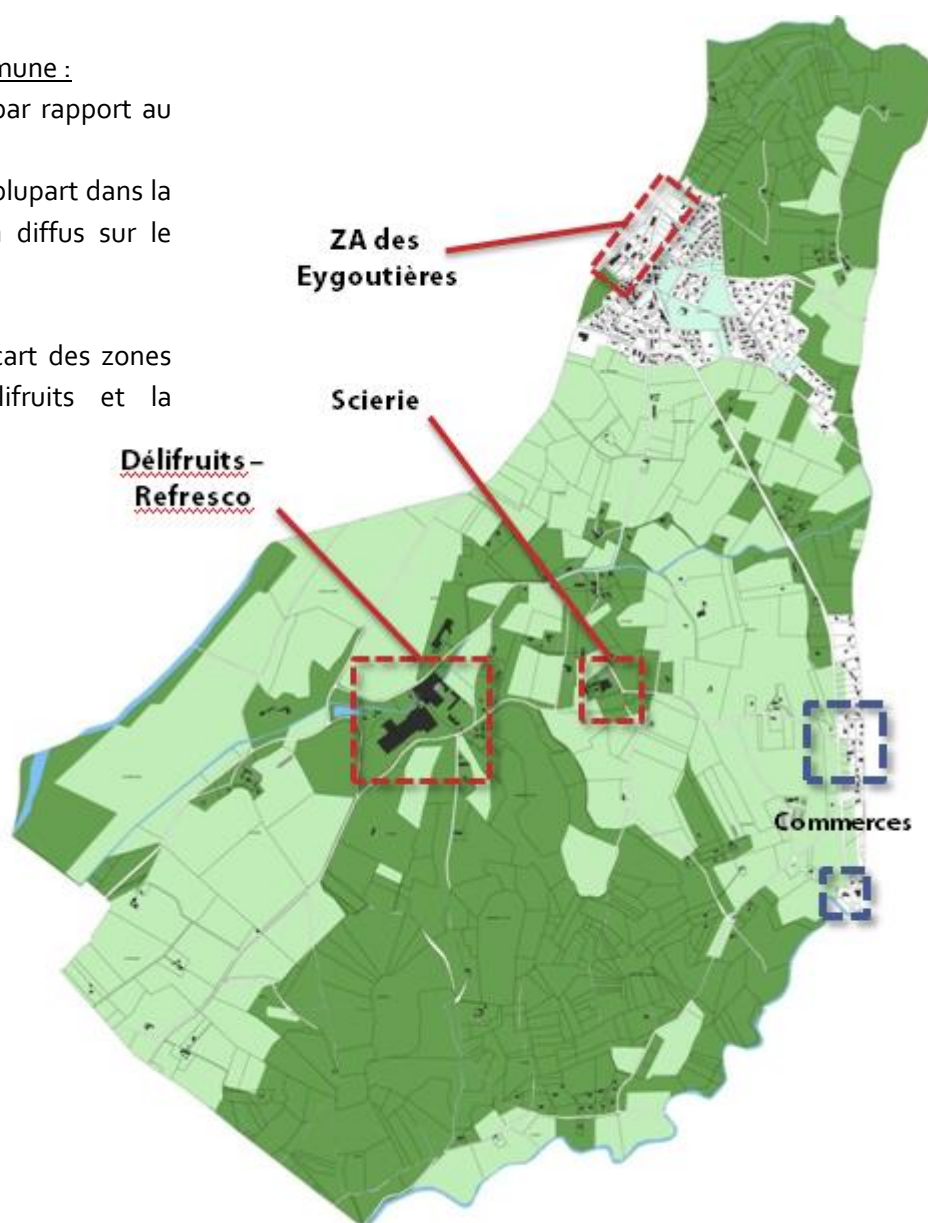 mune :
par rapport au
plupart dans la
diffus sur le
cart des zones
lifruits et la
ZA des
Eygoutières
Scierie
Délifruits –
Refresco
Commerces